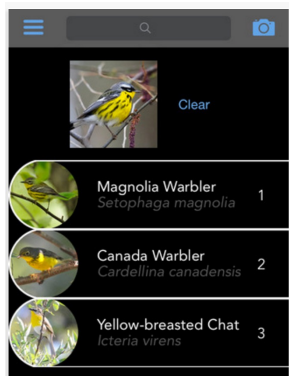 Clear
Magnolia Warbler
Setophaga magnolia
1
Canada Warbler
Cardellina canadensis
2
Yellow-breasted Chat
Icteria virens
3